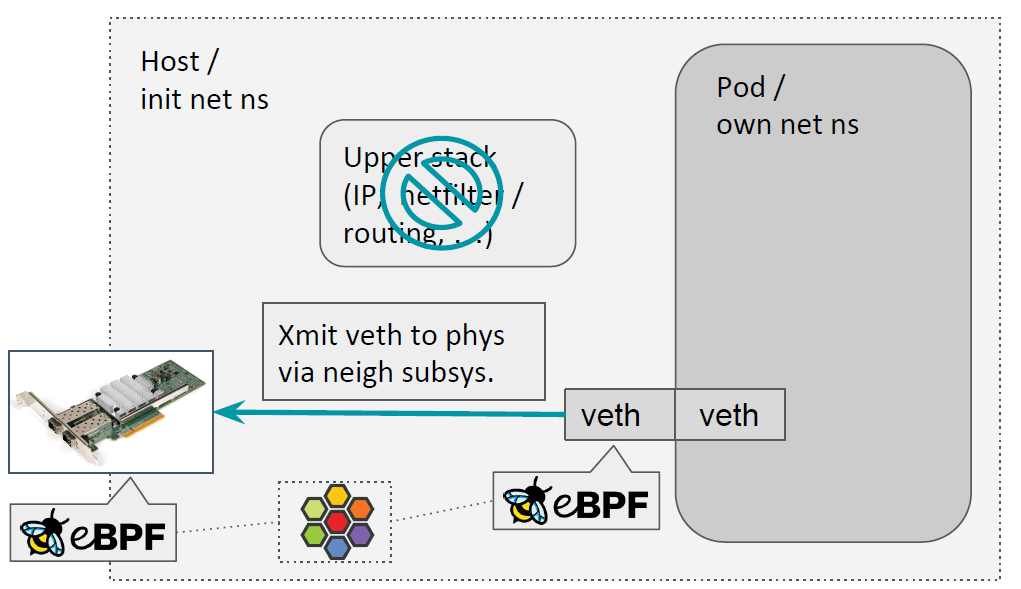 Host /
init net ns
Pod /
own net ns
Upper stack
(IP, netfilter /
routing, ...)
Xmit veth to phys
via neigh subsys.
veth
veth
eBPF
eBPF